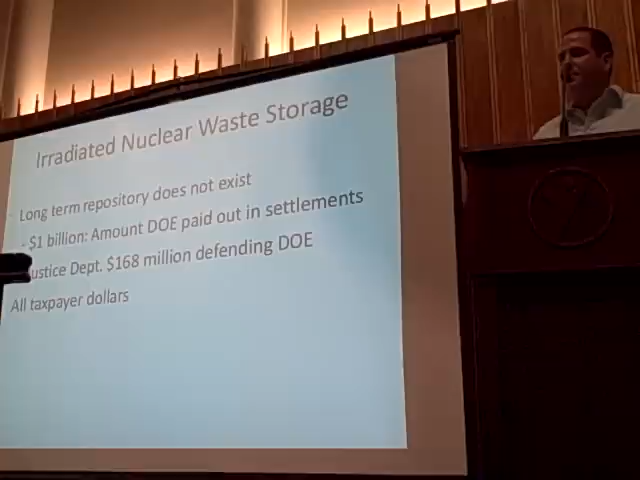 Irradiated Nuclear Waste Storage
- Long term repository does not exist
- $1 billion: Amount DOE paid out in settlements
ustice Dept. $168 million defending DOE
All taxpayer dollars